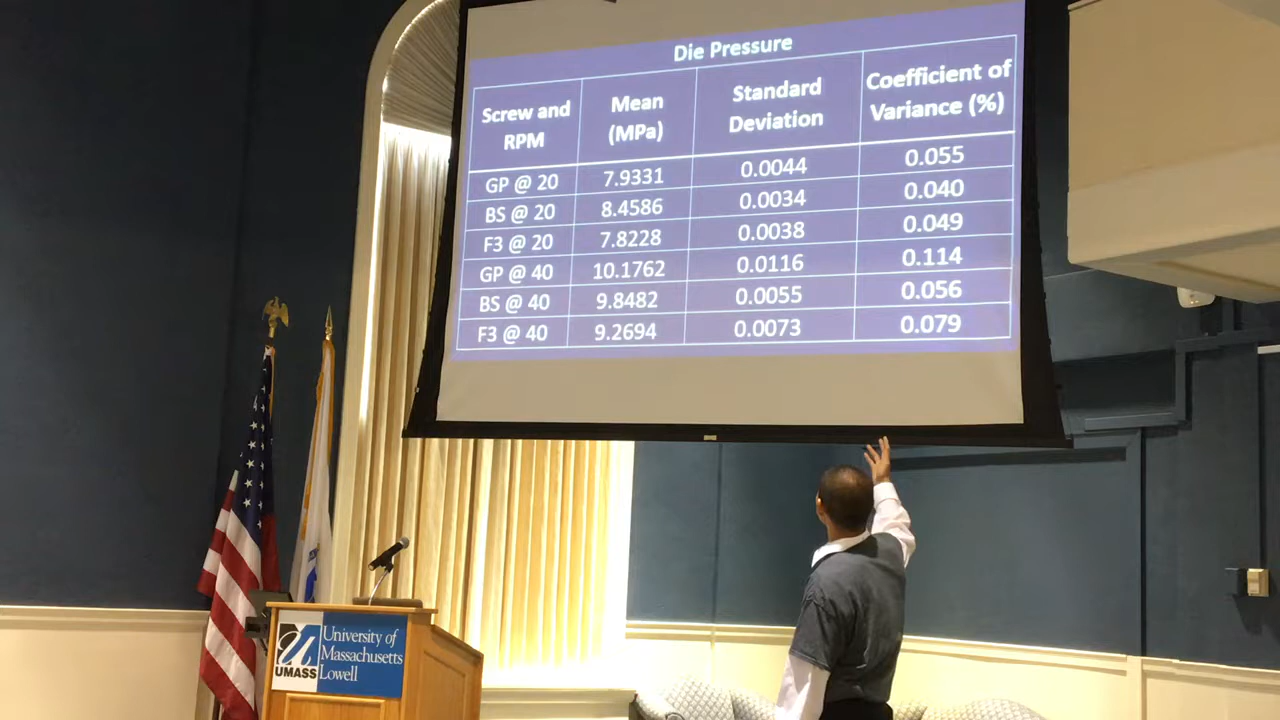 Die Pressure
Screw and RPM Mean (MPa) Standard Deviation Coefficient of Variance (%)
GP @ 20 7.9331 0.0044 0.055
BS @ 20 8.4586 0.0034 0.040
F3 @ 20 7.8228 0.0038 0.049
GP @ 40 10.1762 0.0116 0.114
BS @ 40 9.8482 0.0055 0.056
F3 @ 40 9.2694 0.0073 0.079
UMASS
University of
Massachusetts
Lowell